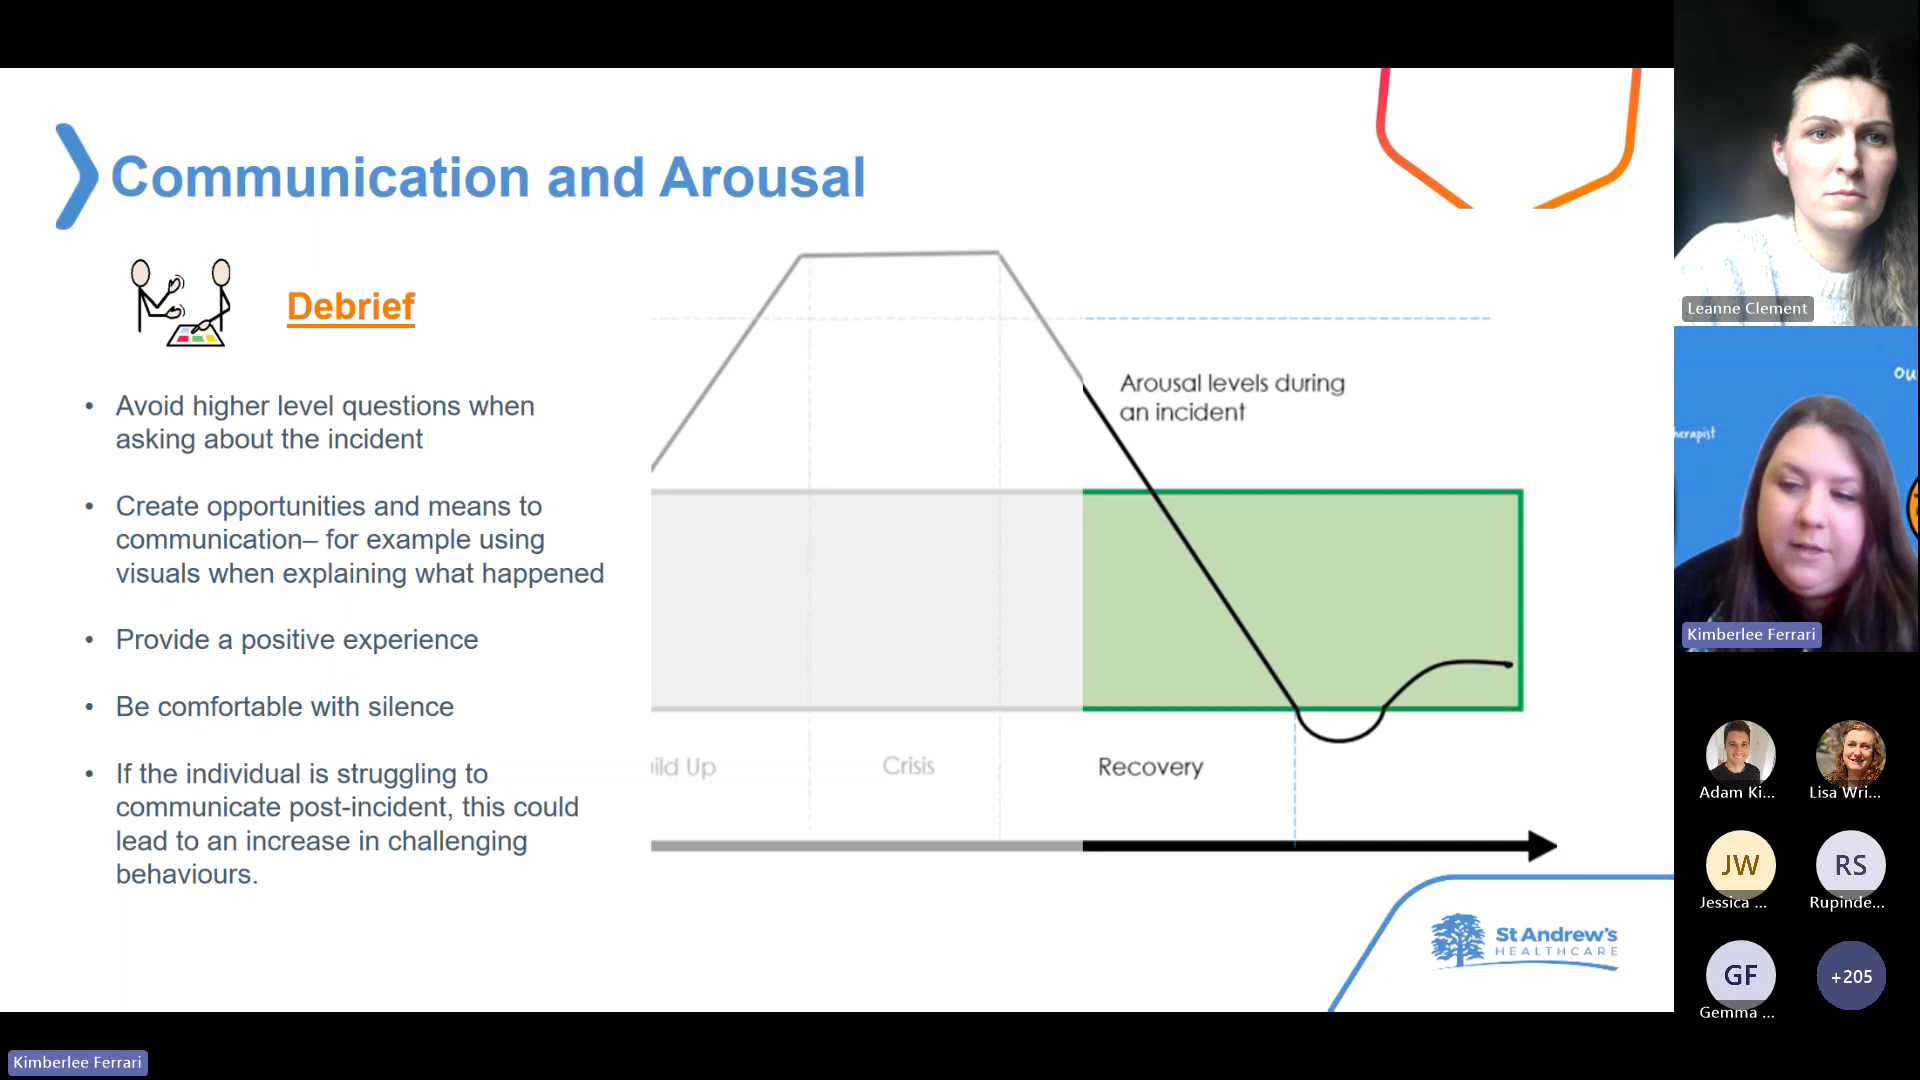 Communication and Arousal
Debrief
• Avoid higher level questions when
asking about the incident
• Create opportunities and means to
communication– for example using
visuals when explaining what happened
• Provide a positive experience
• Be comfortable with silence
• If the individual is struggling to
communicate post-incident, this could
lead to an increase in challenging
behaviours.
Arousal levels during
an incident
ild Up
Crisis
Recovery
St Andrew's
HEALTHCARE
Leanne Clement
ou
herapist
Kimberlee Ferrari
Adam Ki...
Lisa Wri...
JW
RS
Jessica ...
Rupinde...
GF
+205
Gemma ...
Kimberlee Ferrari